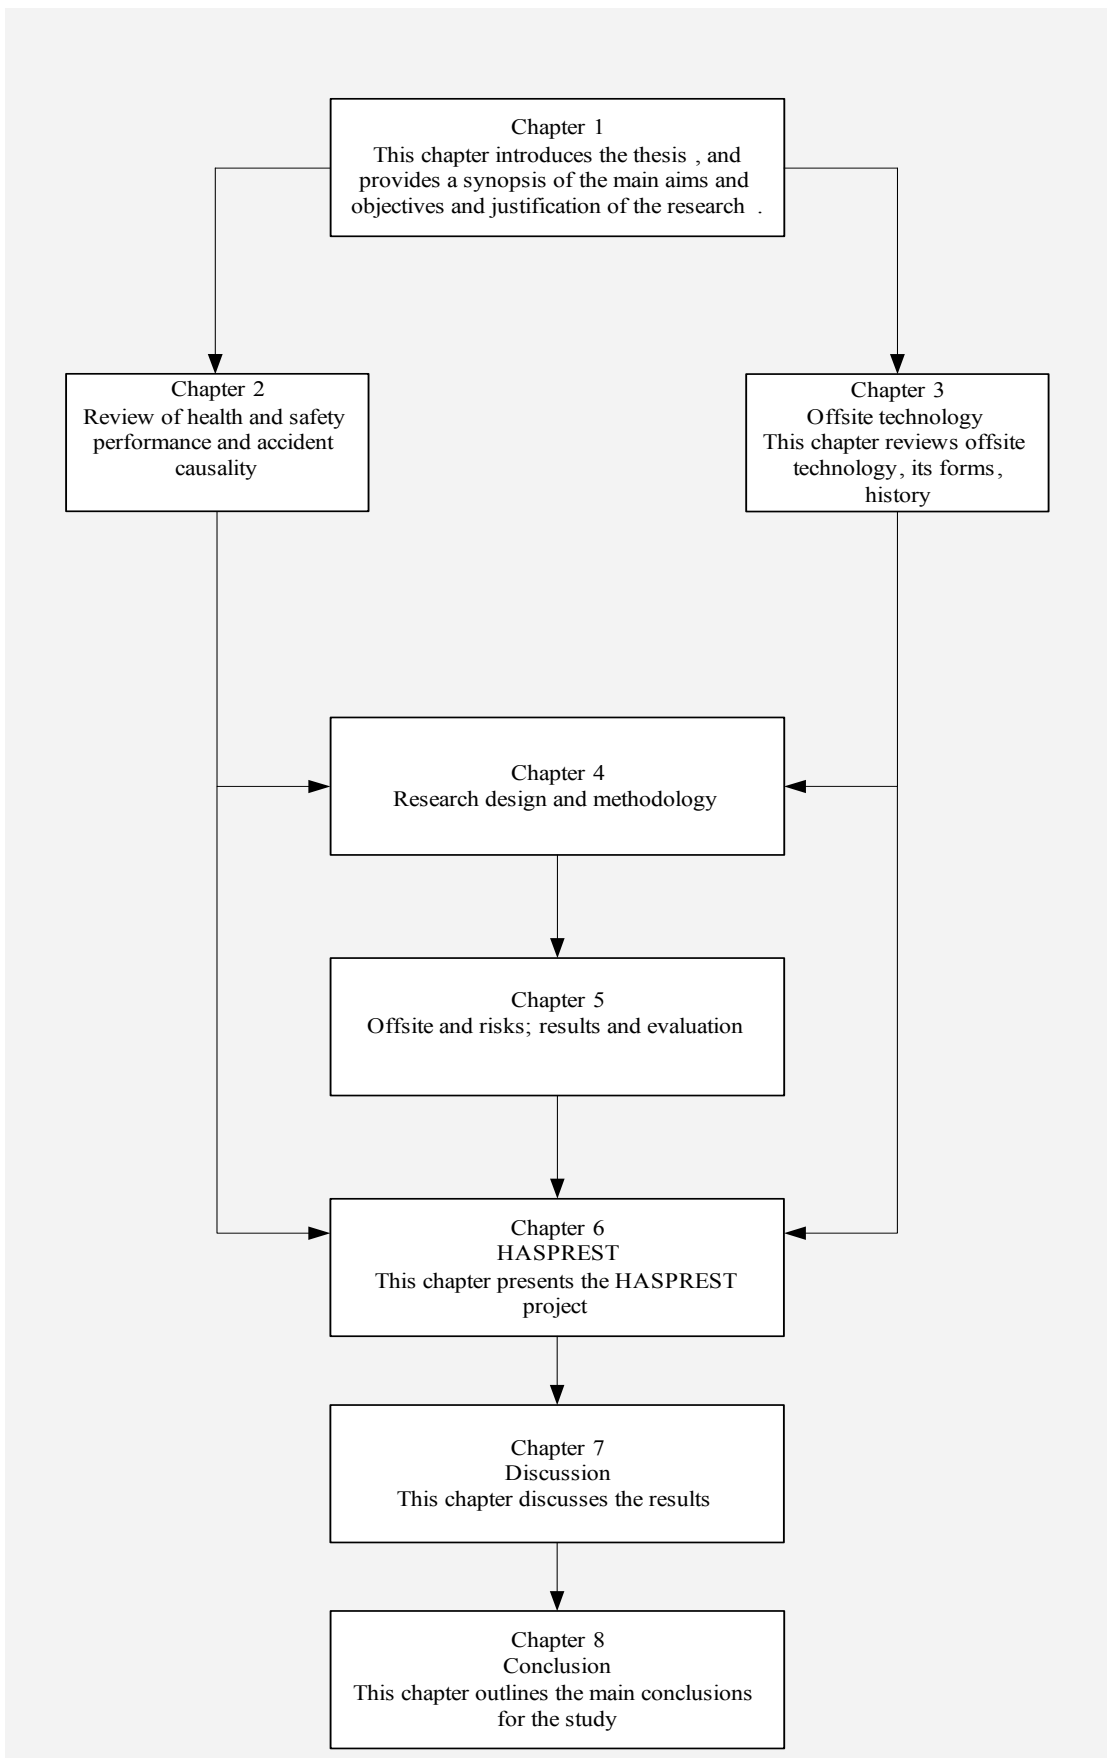 Chapter 1
This chapter introduces the thesis , and
provides a synopsis of the main aims and
objectives and justification of the research .
Chapter 2
Review of health and safety
performance and accident
causality
Chapter 3
Offsite technology
This chapter reviews offsite
technology, its forms,
history
Chapter 4
Research design and methodology
Chapter 5
Offsite and risks; results and evaluation
Chapter 6
HASPREST
This chapter presents the HASPREST
project
Chapter 7
Discussion
This chapter discusses the results
Chapter 8
Conclusion
This chapter outlines the main conclusions
for the study